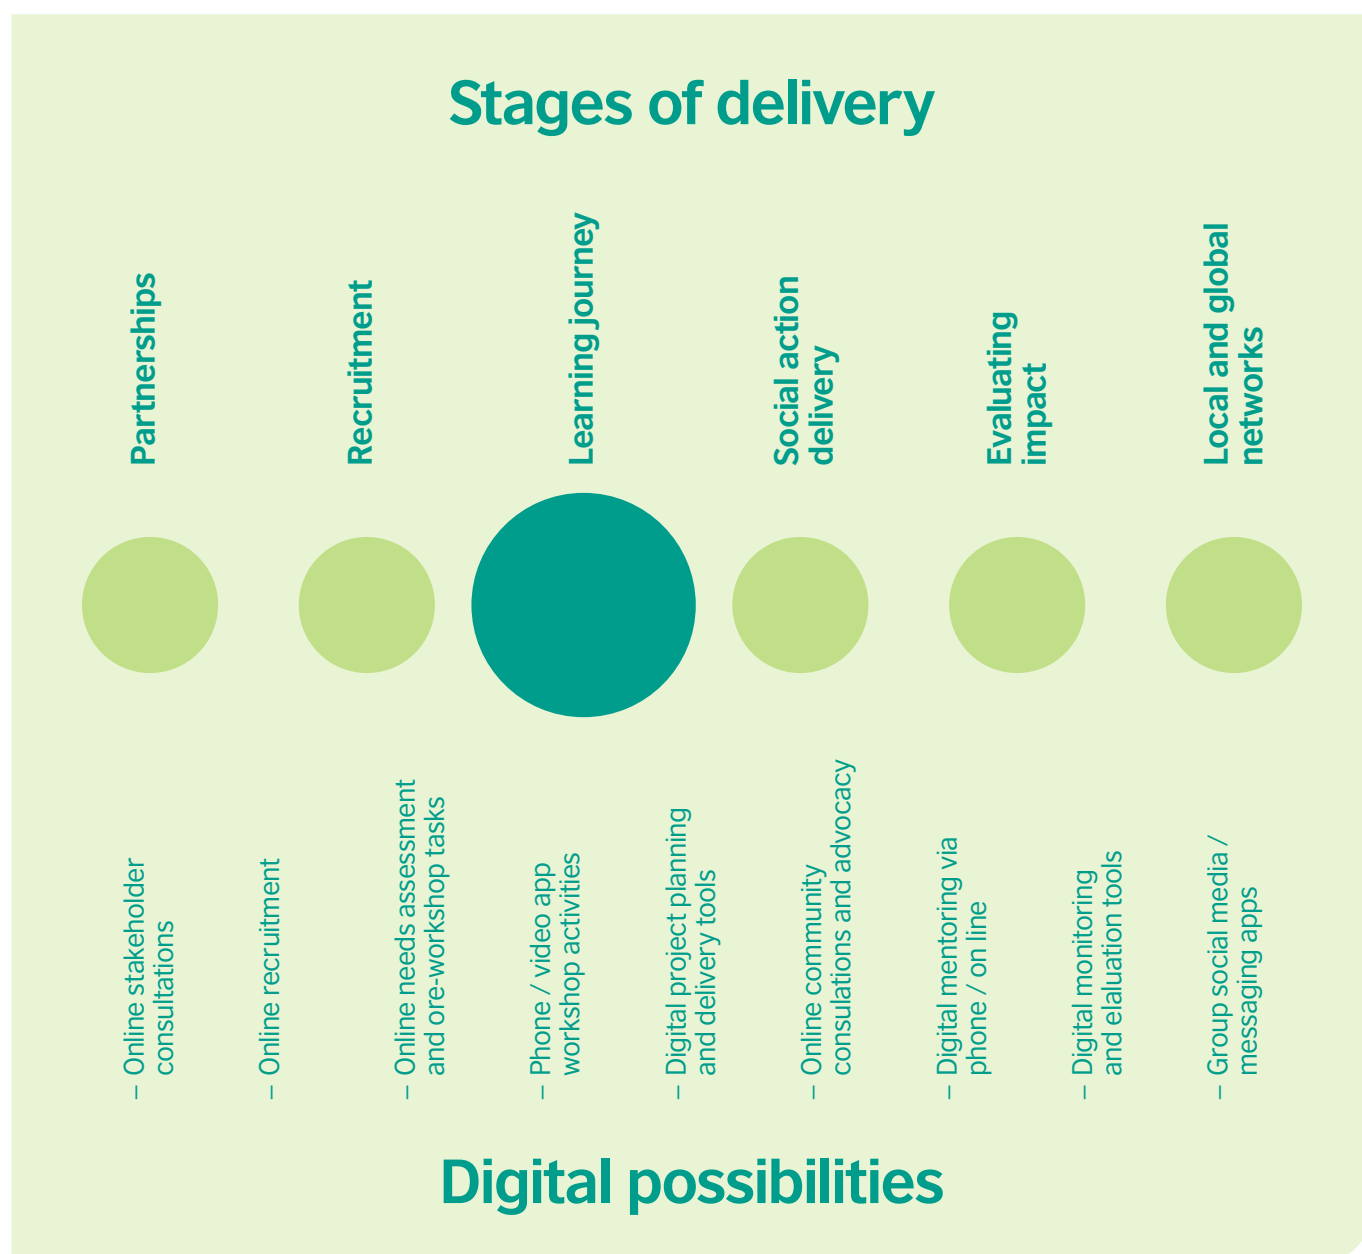 Stages of delivery
Partnerships
Recruitment
Learning journey
Social action
delivery
Evaluating
impact
Local and global
networks
– Online stakeholder
consultations
– Online recruitment
– Online needs assessment
and ore-workshop tasks
– Phone / video app
workshop activities
– Digital project planning
and delivery tools
– Online community
consulations and advocacy
– Digital mentoring via
phone / on line
– Digital monitoring
and elaluation tools
– Group social media /
messaging apps
Digital possibilities